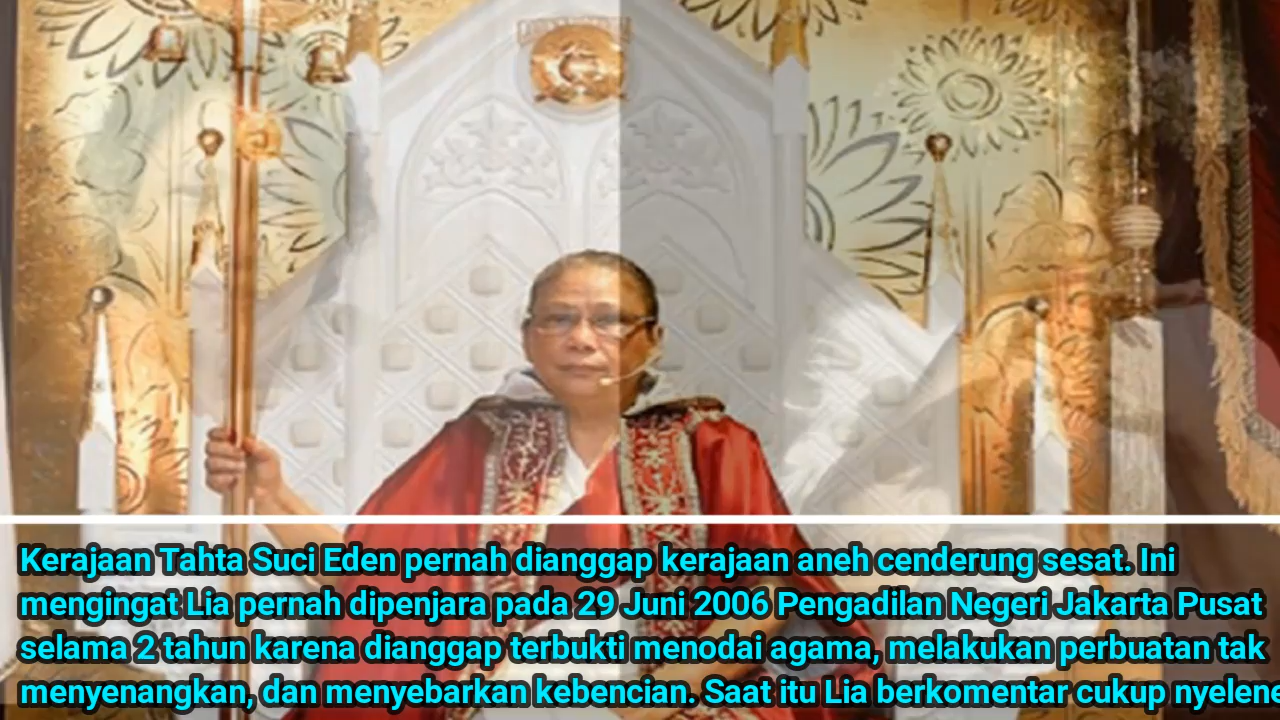 Kerajaan Tahta Suci Eden pernah dianggap kerajaan aneh cenderung sesat. Ini
mengingat Lia pernah dipenjara pada 29 Juni 2006 Pengadilan Negeri Jakarta Pusat
selama 2 tahun karena dianggap terbukti menodai agama, melakukan perbuatan tak
menyenangkan, dan menyebarkan kebencian. Saat itu Lia berkomentar cukup nyelene